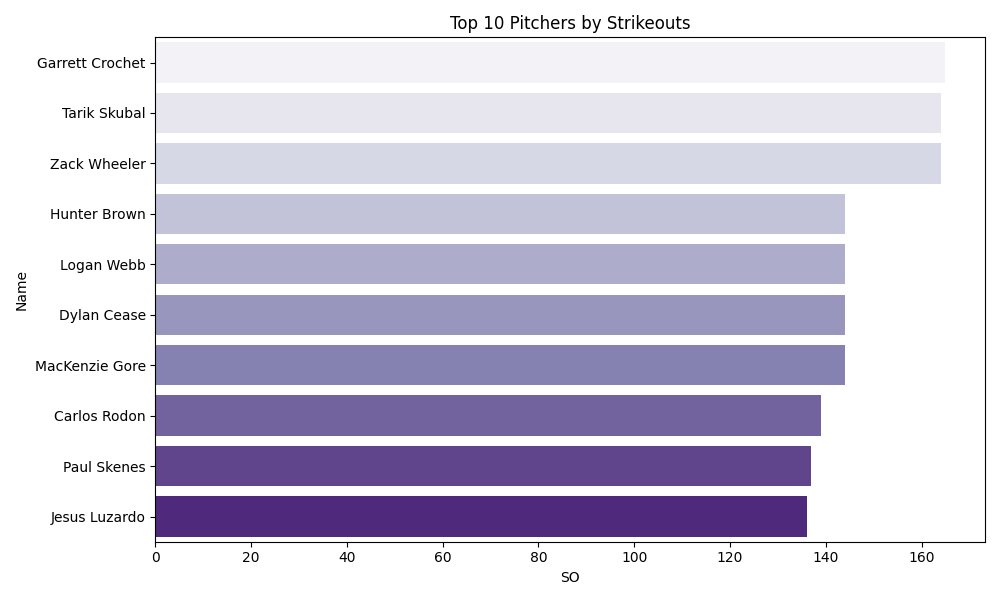 Top 10 Pitchers by Strikeouts
Name
Garrett Crochet
Tarik Skubal
Zack Wheeler
Hunter Brown
Logan Webb
Dylan Cease
MacKenzie Gore
Carlos Rodon
Paul Skenes
Jesus Luzardo
0 20 40 60 80 100 120 140 160
SO